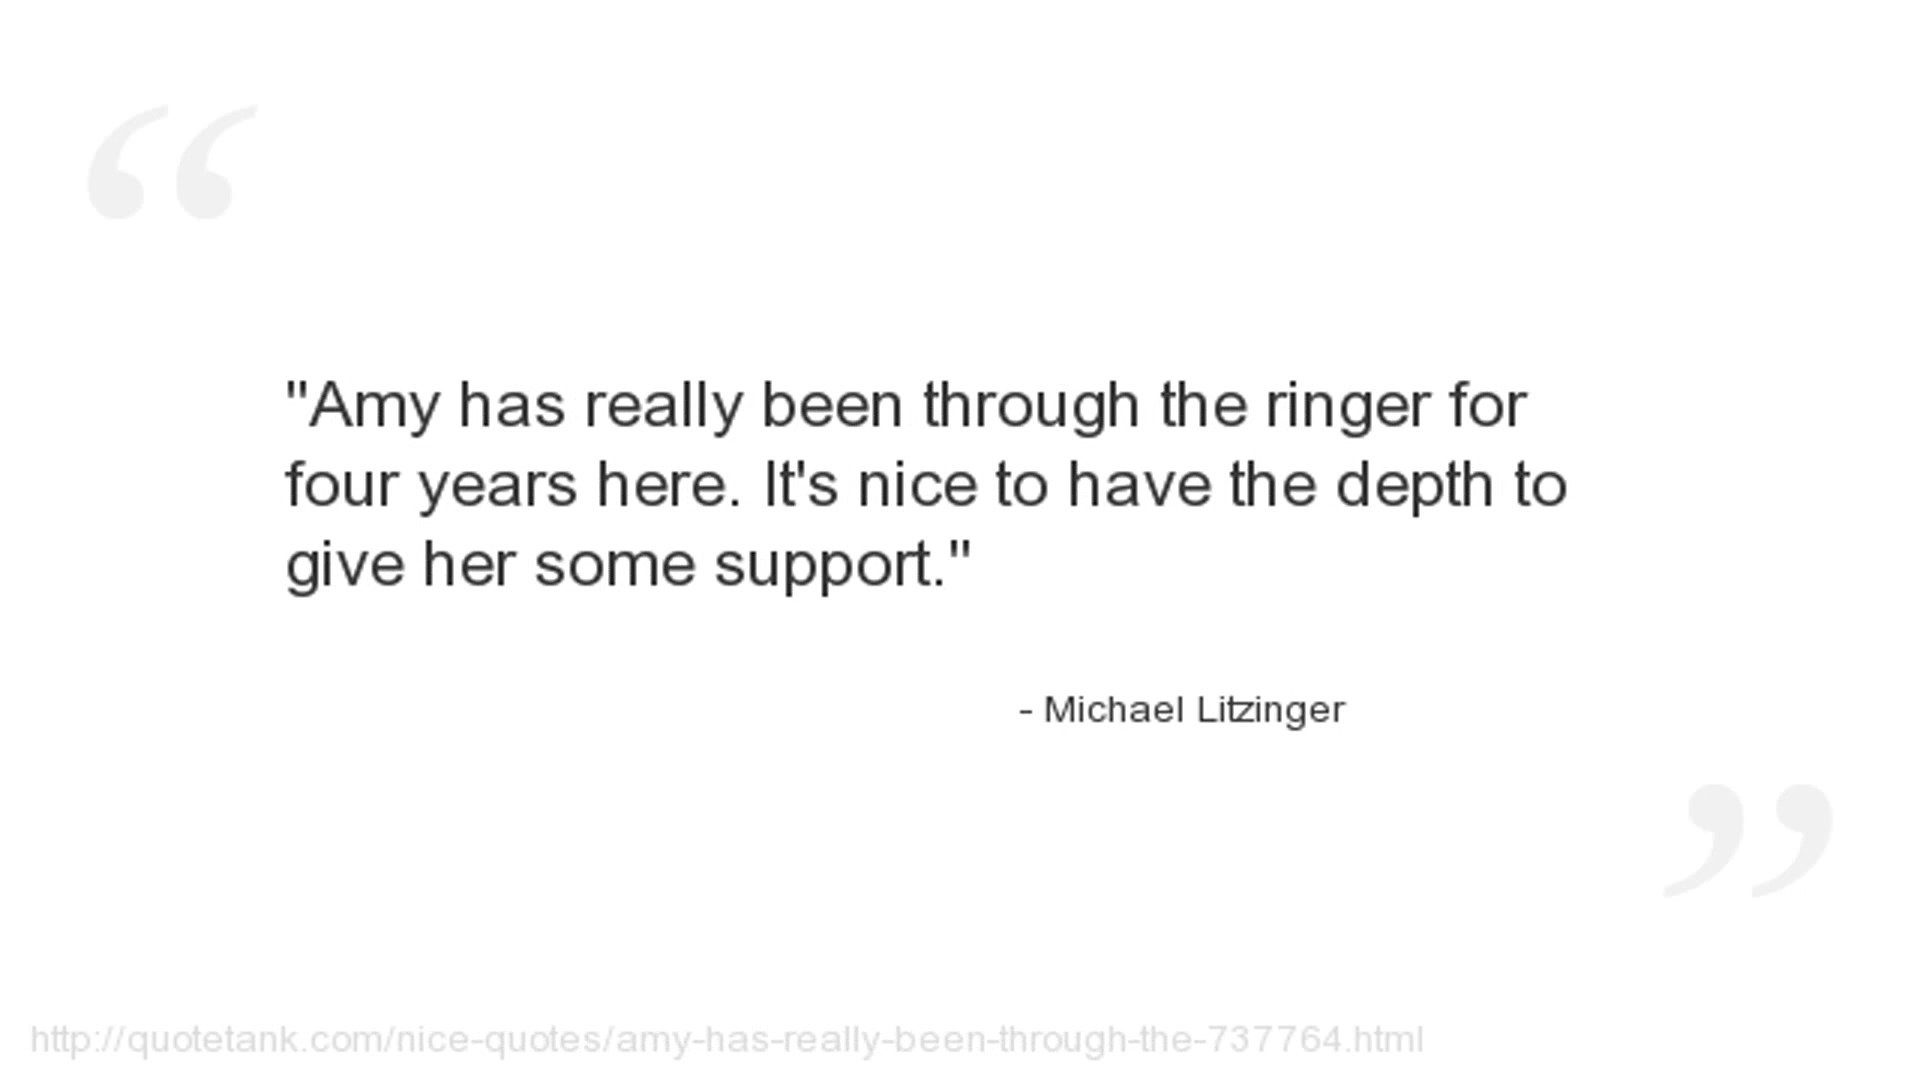 "Amy has really been through the ringer for
four years here. It's nice to have the depth to
give her some support."
- Michael Litzinger
http://quotetank.com/nice-quotes/amy-has-really-been-through-the-737764.html